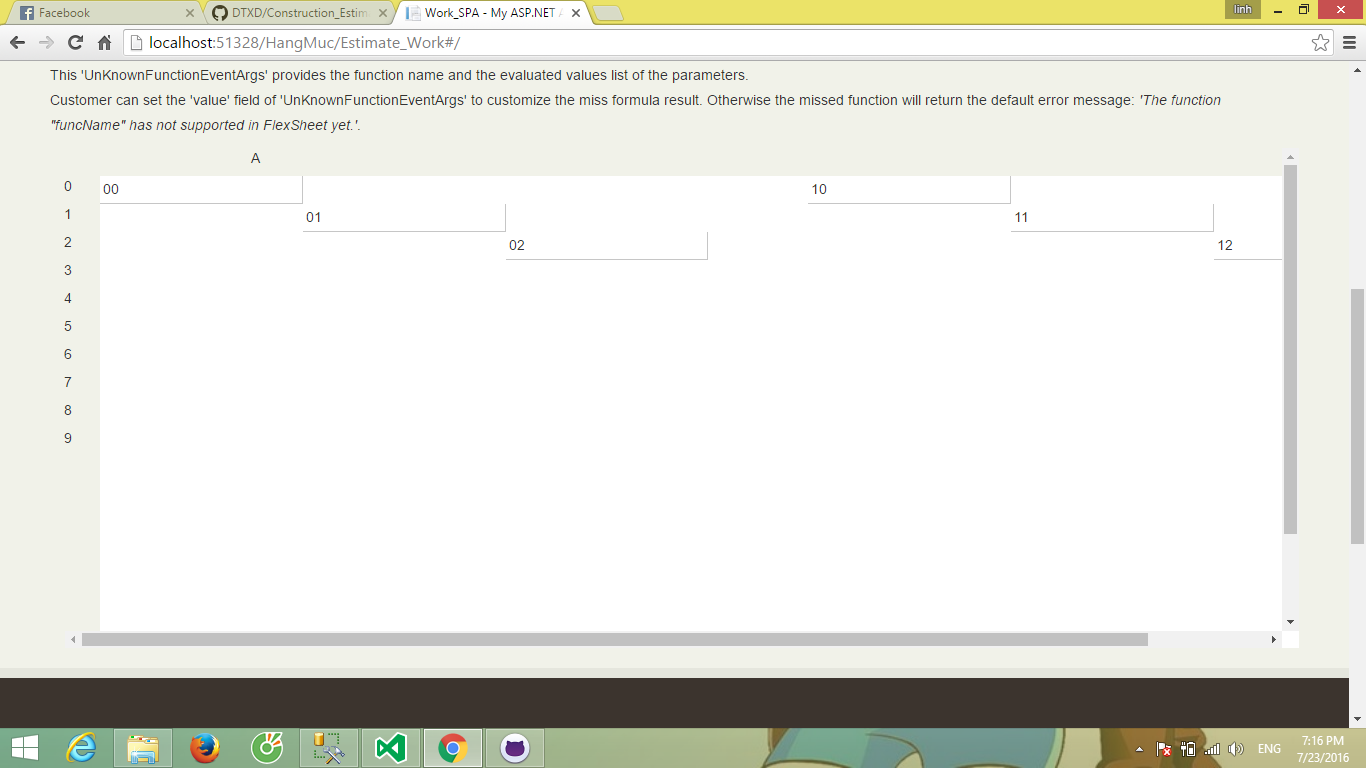 Facebook
DTXD/Construction_Estim
Work_SPA - My ASP.NET A
linh
localhost:51328/HangMuc/Estimate_Work#/
This 'UnKnownFunctionEventArgs' provides the function name and the evaluated values list of the parameters.
Customer can set the 'value' field of 'UnKnownFunctionEventArgs' to customize the miss formula result. Otherwise the missed function will return the default error message: 'The function
"funcName" has not supported in FlexSheet yet.'.
A
0 00 10
1 01 11
2 02 12
3
4
5
6
7
8
9
ENG
7:16 PM
7/23/2016